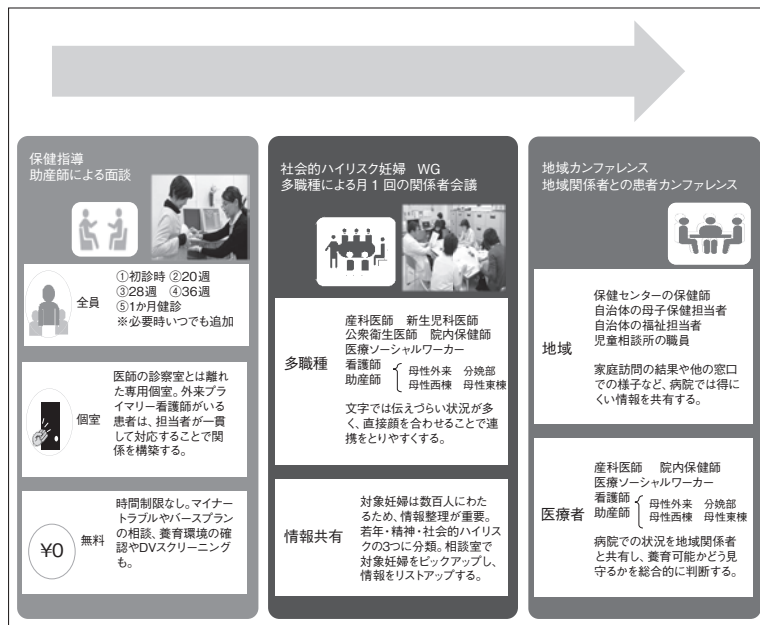 保健指導
助産師による面談
全員
①初診時 ②20週
③28週 ④36週
⑤1か月健診
※必要時いつでも追加
個室
医師の診察室とは離れ
た専用個室。外来プラ
イマリー看護師がいる
患者は、担当者が一貫
して対応することで関
係を構築する。
¥0
無料
時間制限なし。マイナー
トラブルやバースプラン
の相談、養育環境の確
認やDVスクリーニング
も。
社会的ハイリスク妊婦 WG
多職種による月1回の関係者会議
多職種
産科医師 新生児科医師
公衆衛生医師 院内保健師
医療ソーシャルワーカー
看護師
助産師
母性外来 分娩部
母性西棟 母性東棟
文字では伝えづらい状況が多
く、直接顔を合わせることで連
携をとりやすくする。
情報共有
対象妊婦は数百人にわ
たるため、情報整理が重要。
若年・精神・社会的ハイリス
クの3つに分類。相談室で
対象妊婦をピックアップし、
情報をリストアップする。
地域カンファレンス
地域関係者との患者カンファレンス
地域
保健センターの保健師
自治体の母子保健担当者
自治体の福祉担当者
児童相談所の職員
家庭訪問の結果や他の窓口
での様子など、病院では得に
くい情報を共有する。
医療者
産科医師 院内保健師
医療ソーシャルワーカー
看護師
助産師
母性外来 分娩部
母性西棟 母性東棟
病院での状況を地域関係者
と共有し、養育可能かどう見
守るかを総合的に判断する。